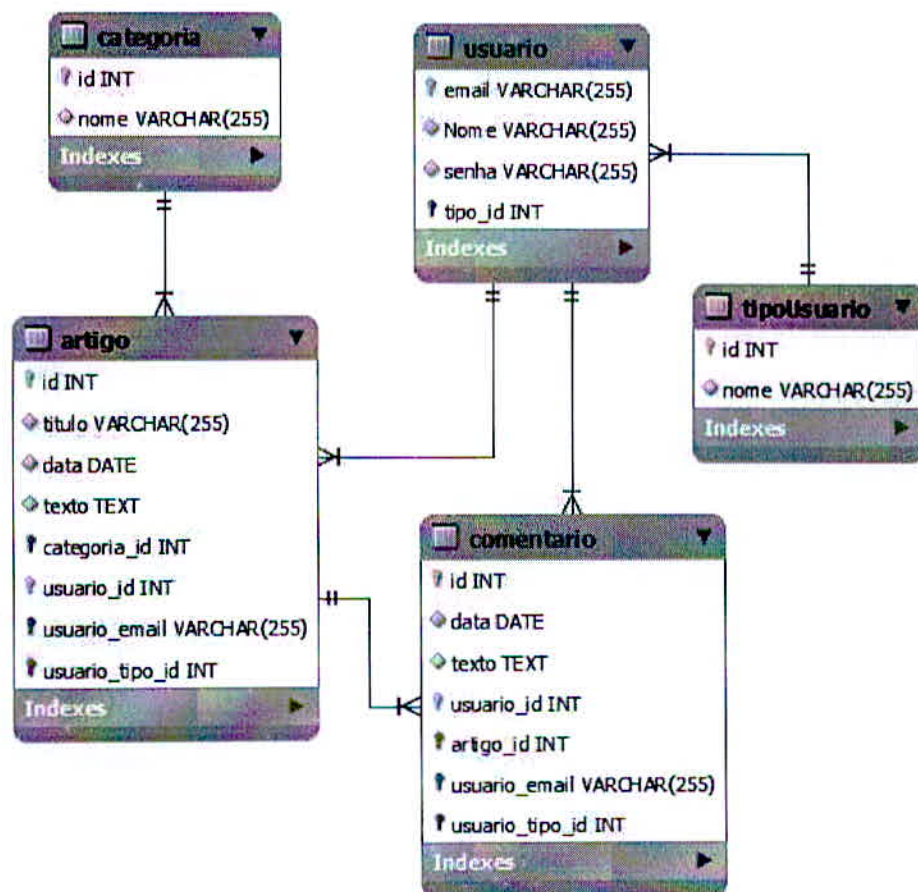 categoria
id INT
nome VARCHAR(255)
Indexes
usuario
email VARCHAR(255)
Nome VARCHAR(255)
senha VARCHAR(255)
tipo_id INT
Indexes
tipoUsuario
id INT
nome VARCHAR(255)
Indexes
artigo
id INT
titulo VARCHAR(255)
data DATE
texto TEXT
categoria_id INT
usuario_id INT
usuario_email VARCHAR(255)
usuario_tipo_id INT
Indexes
comentario
id INT
data DATE
texto TEXT
usuario_id INT
artigo_id INT
usuario_email VARCHAR(255)
usuario_tipo_id INT
Indexes